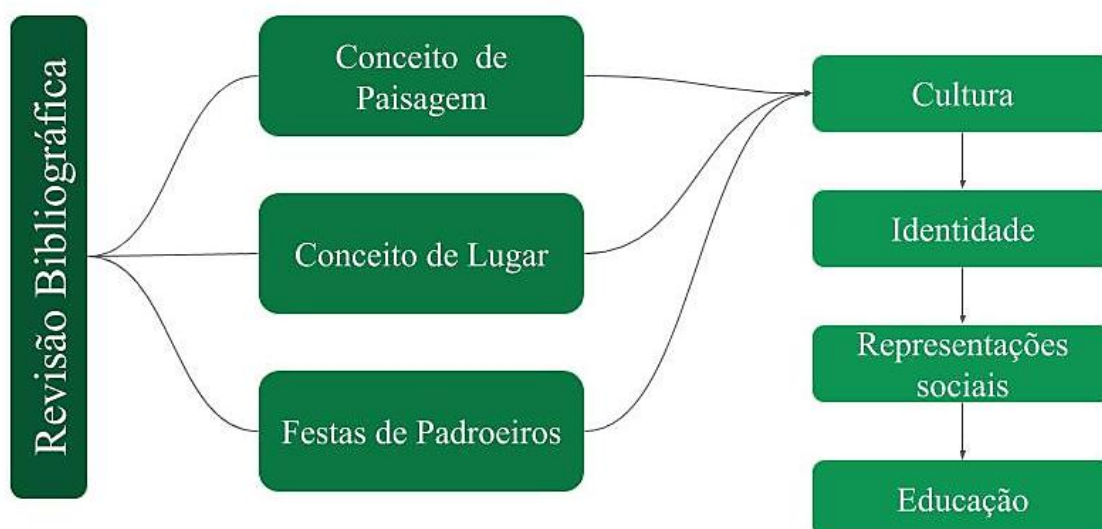 Revisão Bibliográfica
Conceito de
Paisagem
Conceito de Lugar
Festas de Padroeiros
Cultura
Identidade
Representações
sociais
Educação